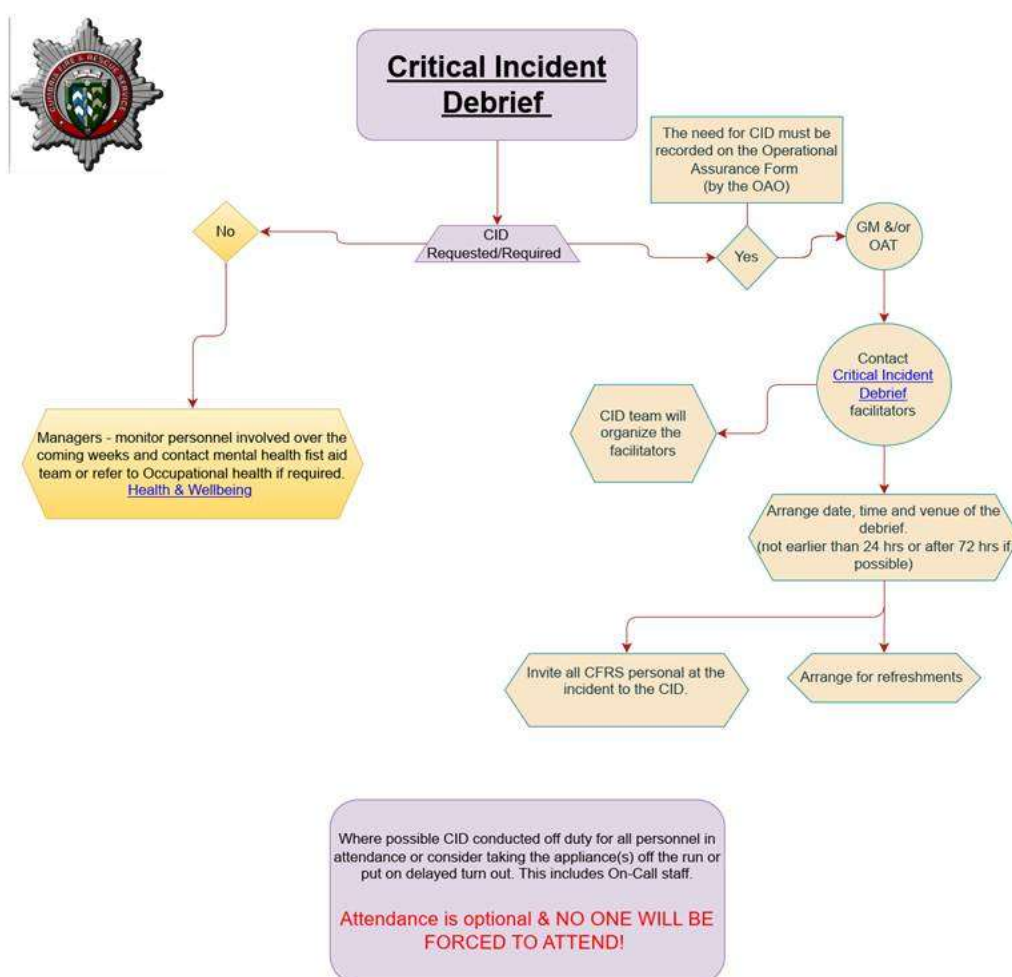 CUMBRIA FIRE & RESCUE SERVICE
Critical Incident
Debrief
The need for CID must be
recorded on the Operational
Assurance Form
(by the OAO)
No
CID
Requested/Required
Yes
GM &/or
OAT
Contact
Critical Incident
Debrief
facilitators
CID team will
organize the
facilitators
Managers - monitor personnel involved over the
coming weeks and contact mental health fist aid
team or refer to Occupational health if required.
Health & Wellbeing
Arrange date, time and venue of the
debrief.
(not earlier than 24 hrs or after 72 hrs if
possible)
Invite all CFRS personal at the
incident to the CID.
Arrange for refreshments
Where possible CID conducted off duty for all personnel in
attendance or consider taking the appliance(s) off the run or
put on delayed turn out. This includes On-Call staff.
Attendance is optional & NO ONE WILL BE
FORCED TO ATTEND!